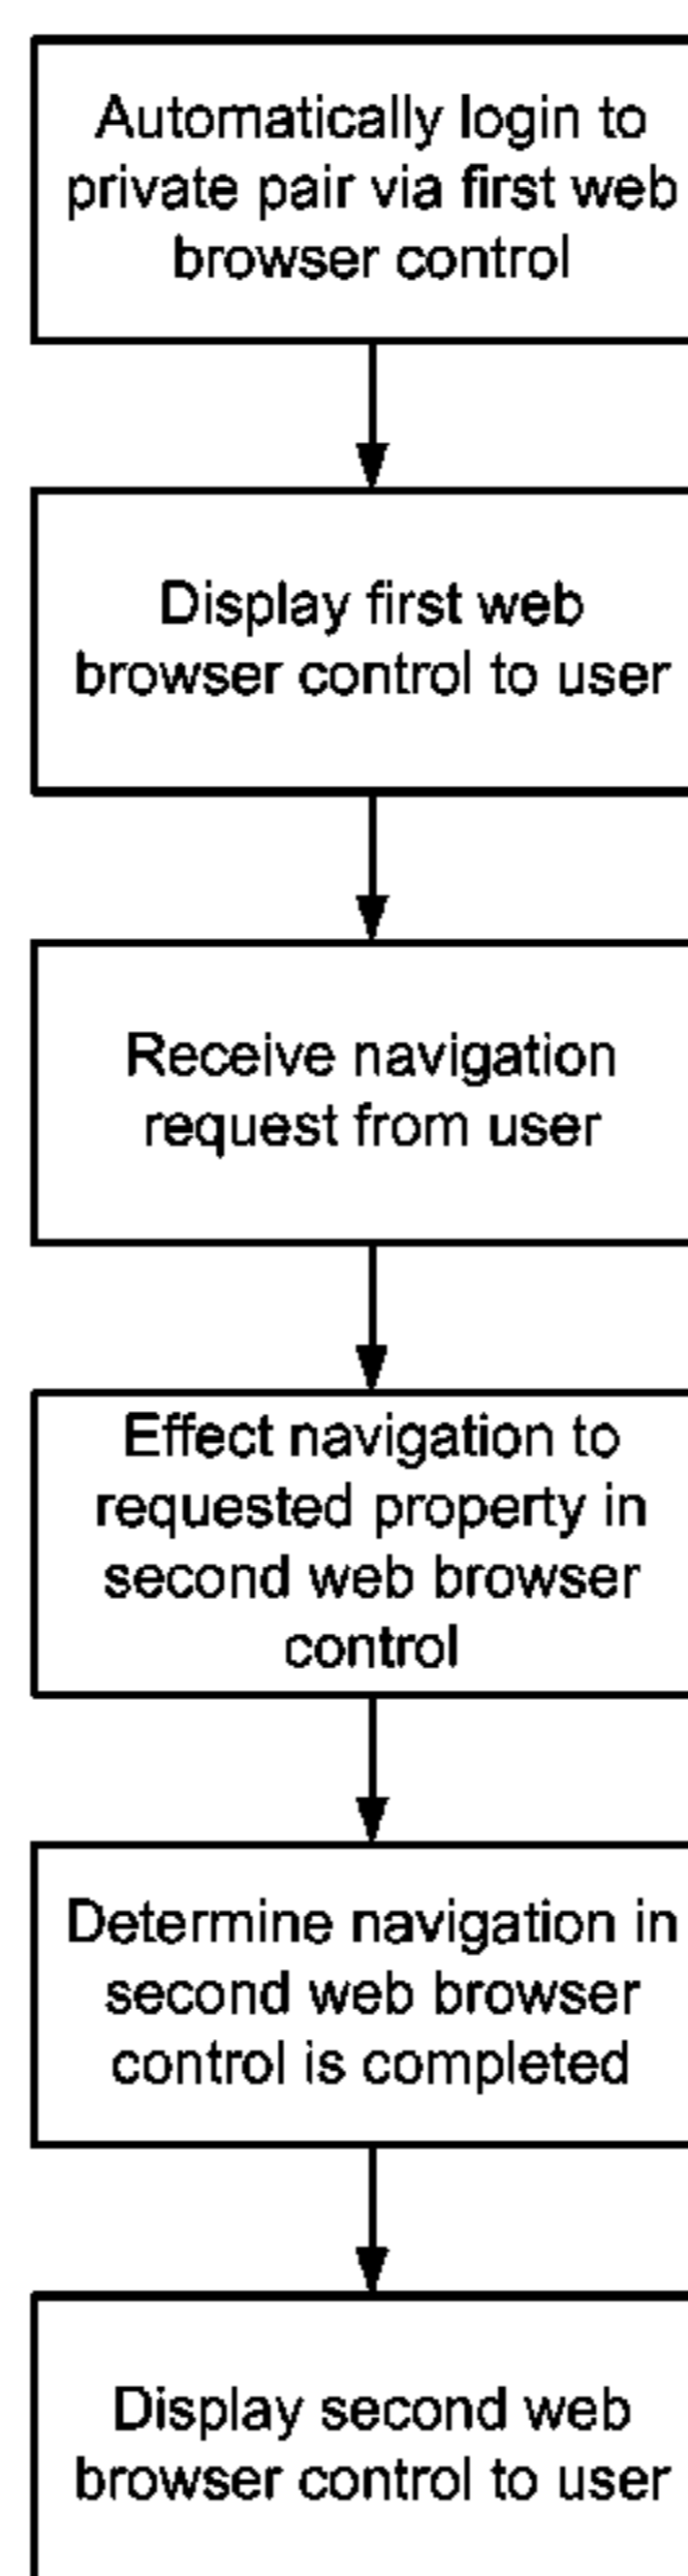 Automatically login to
private pair via first web
browser control
Display first web
browser control to user
Receive navigation
request from user
Effect navigation to
requested property in
second web browser
control
Determine navigation in
second web browser
control is completed
Display second web
browser control to user